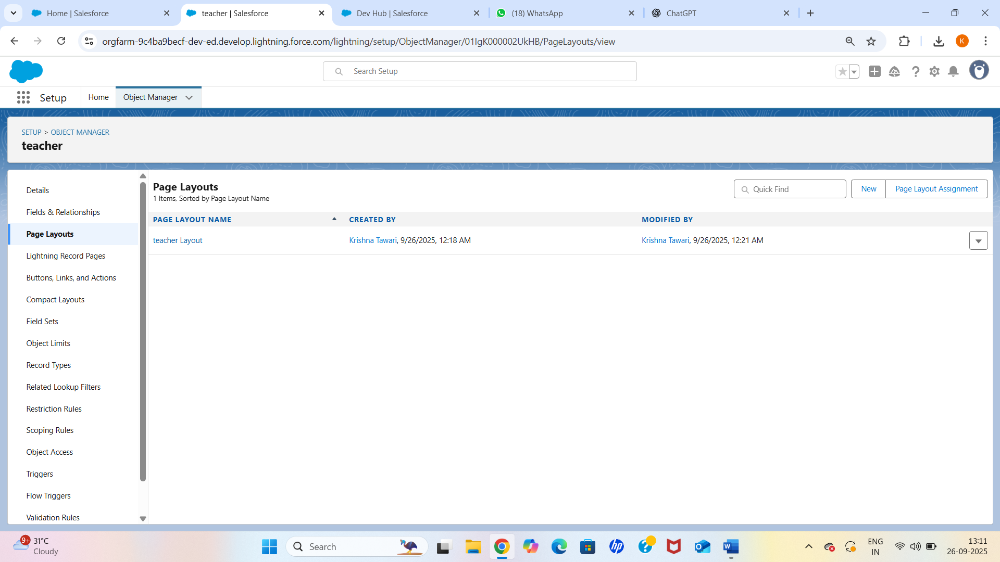 Home | Salesforce
teacher | Salesforce
Dev Hub | Salesforce
(18) WhatsApp
ChatGPT
orgfarm-9c4ba9becf-dev-ed.develop.lightning.force.com/lightning/setup/ObjectManager/01IgK000002UkHB/PageLayouts/view
K
Search Setup
Setup
Home
Object Manager
SETUP > OBJECT MANAGER
teacher
Details
Fields & Relationships
Page Layouts
Lightning Record Pages
Buttons, Links, and Actions
Compact Layouts
Field Sets
Object Limits
Record Types
Related Lookup Filters
Restriction Rules
Scoping Rules
Object Access
Triggers
Flow Triggers
Validation Rules
Page Layouts
1 Items, Sorted by Page Layout Name
Quick Find
New
Page Layout Assignment
PAGE LAYOUT NAME
CREATED BY
MODIFIED BY
teacher Layout
Krishna Tawari, 9/26/2025, 12:18 AM
Krishna Tawari, 9/26/2025, 12:21 AM
9+
31°C
Cloudy
Search
hp
W
ENG
IN
13:11
26-09-2025